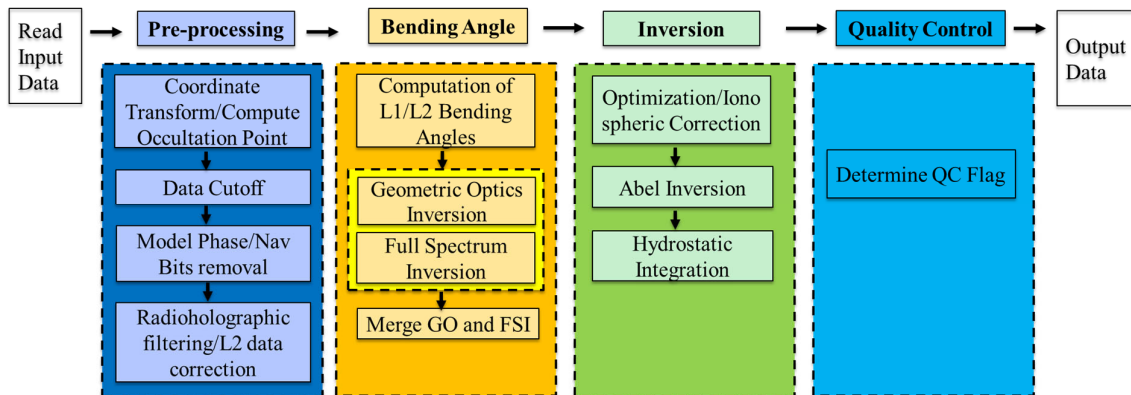 Read
Input
Data
Pre-processing
Bending Angle
Inversion
Quality Control
Output
Data
Coordinate
Transform/Compute
Occultation Point
Data Cutoff
Model Phase/Nav
Bits removal
Radioholographic
filtering/L2 data
correction
Computation of
L1/L2 Bending
Angles
Geometric Optics
Inversion
Full Spectrum
Inversion
Merge GO and FSI
Optimization/Iono
spheric Correction
Abel Inversion
Hydrostatic
Integration
Determine QC Flag